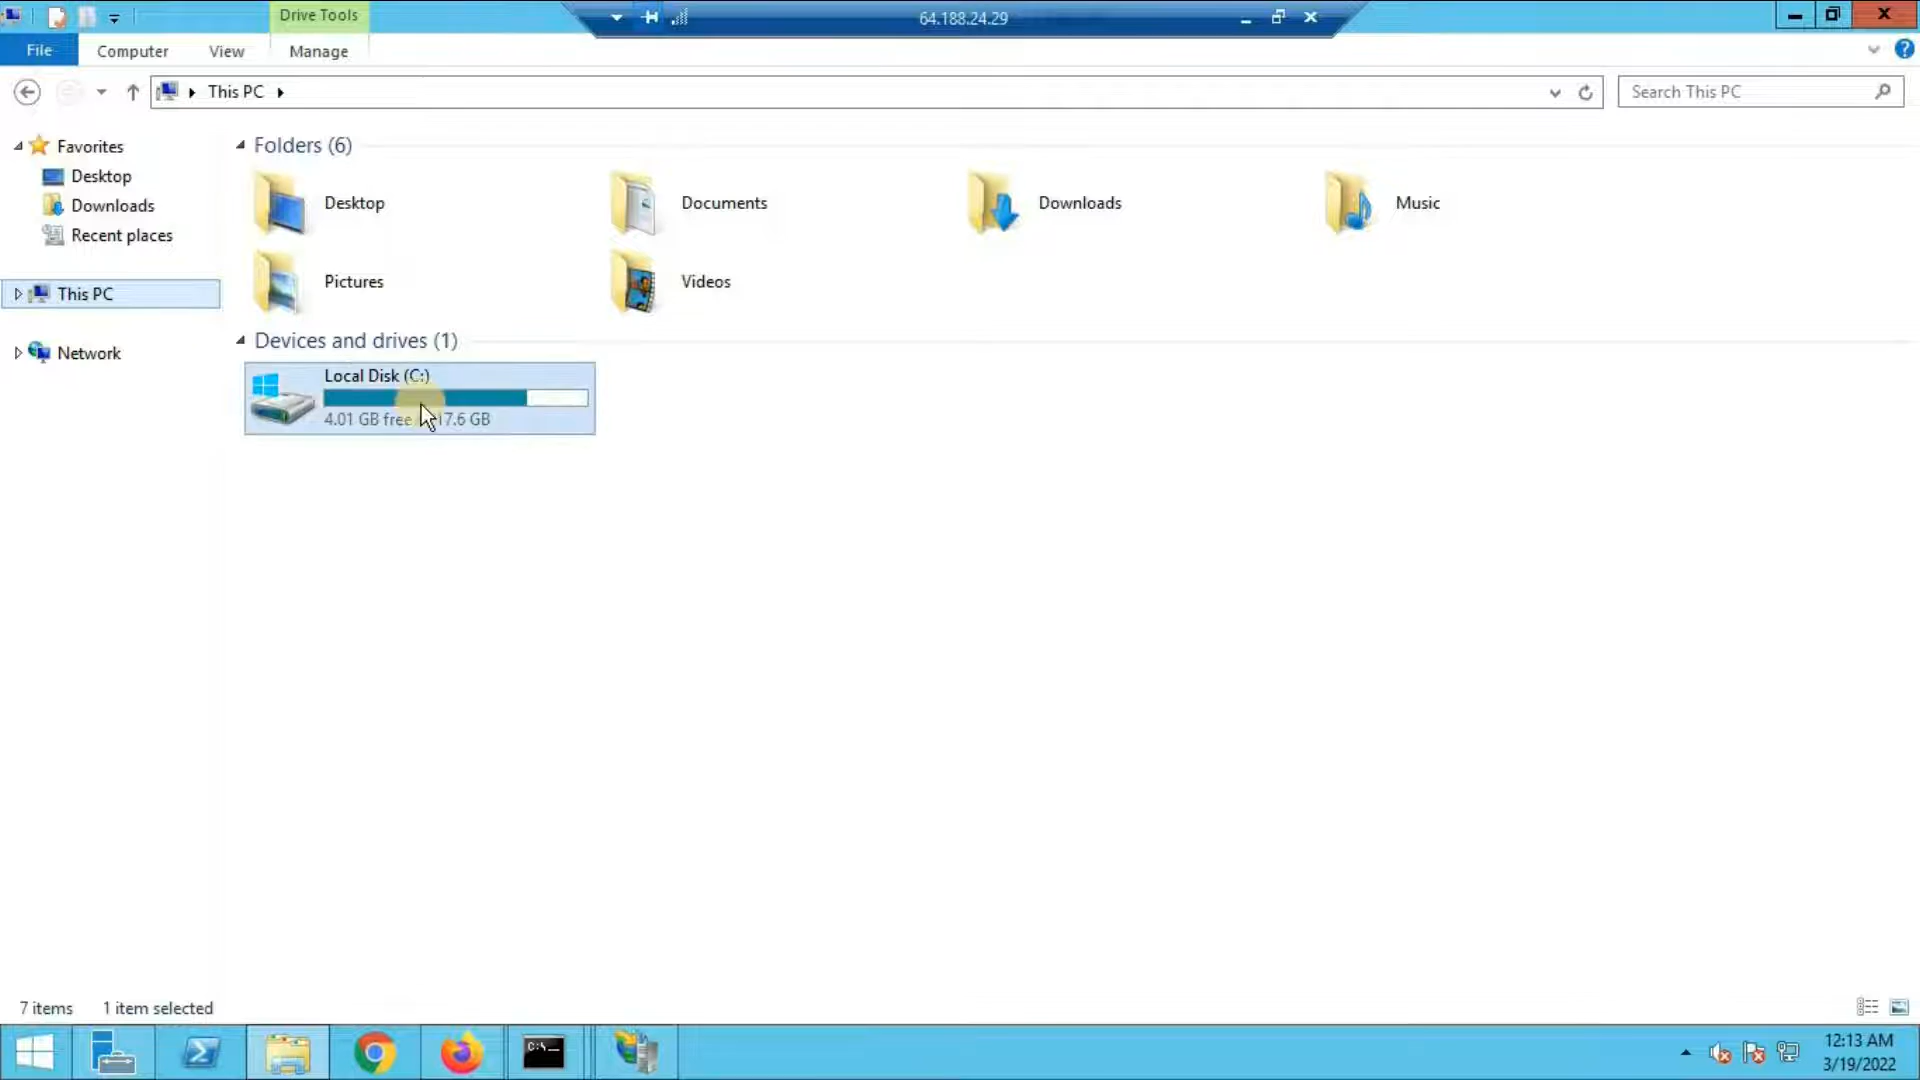 Drive Tools
64.188.24.29
File
Computer
View
Manage
This PC
Search This PC
Favorites
Desktop
Downloads
Recent places
This PC
Network
Folders (6)
Desktop
Documents
Downloads
Music
Pictures
Videos
Devices and drives (1)
Local Disk (C:)
4.01 GB free 17.6 GB
7 items
1 item selected
C:\
12:13 AM
3/19/2022